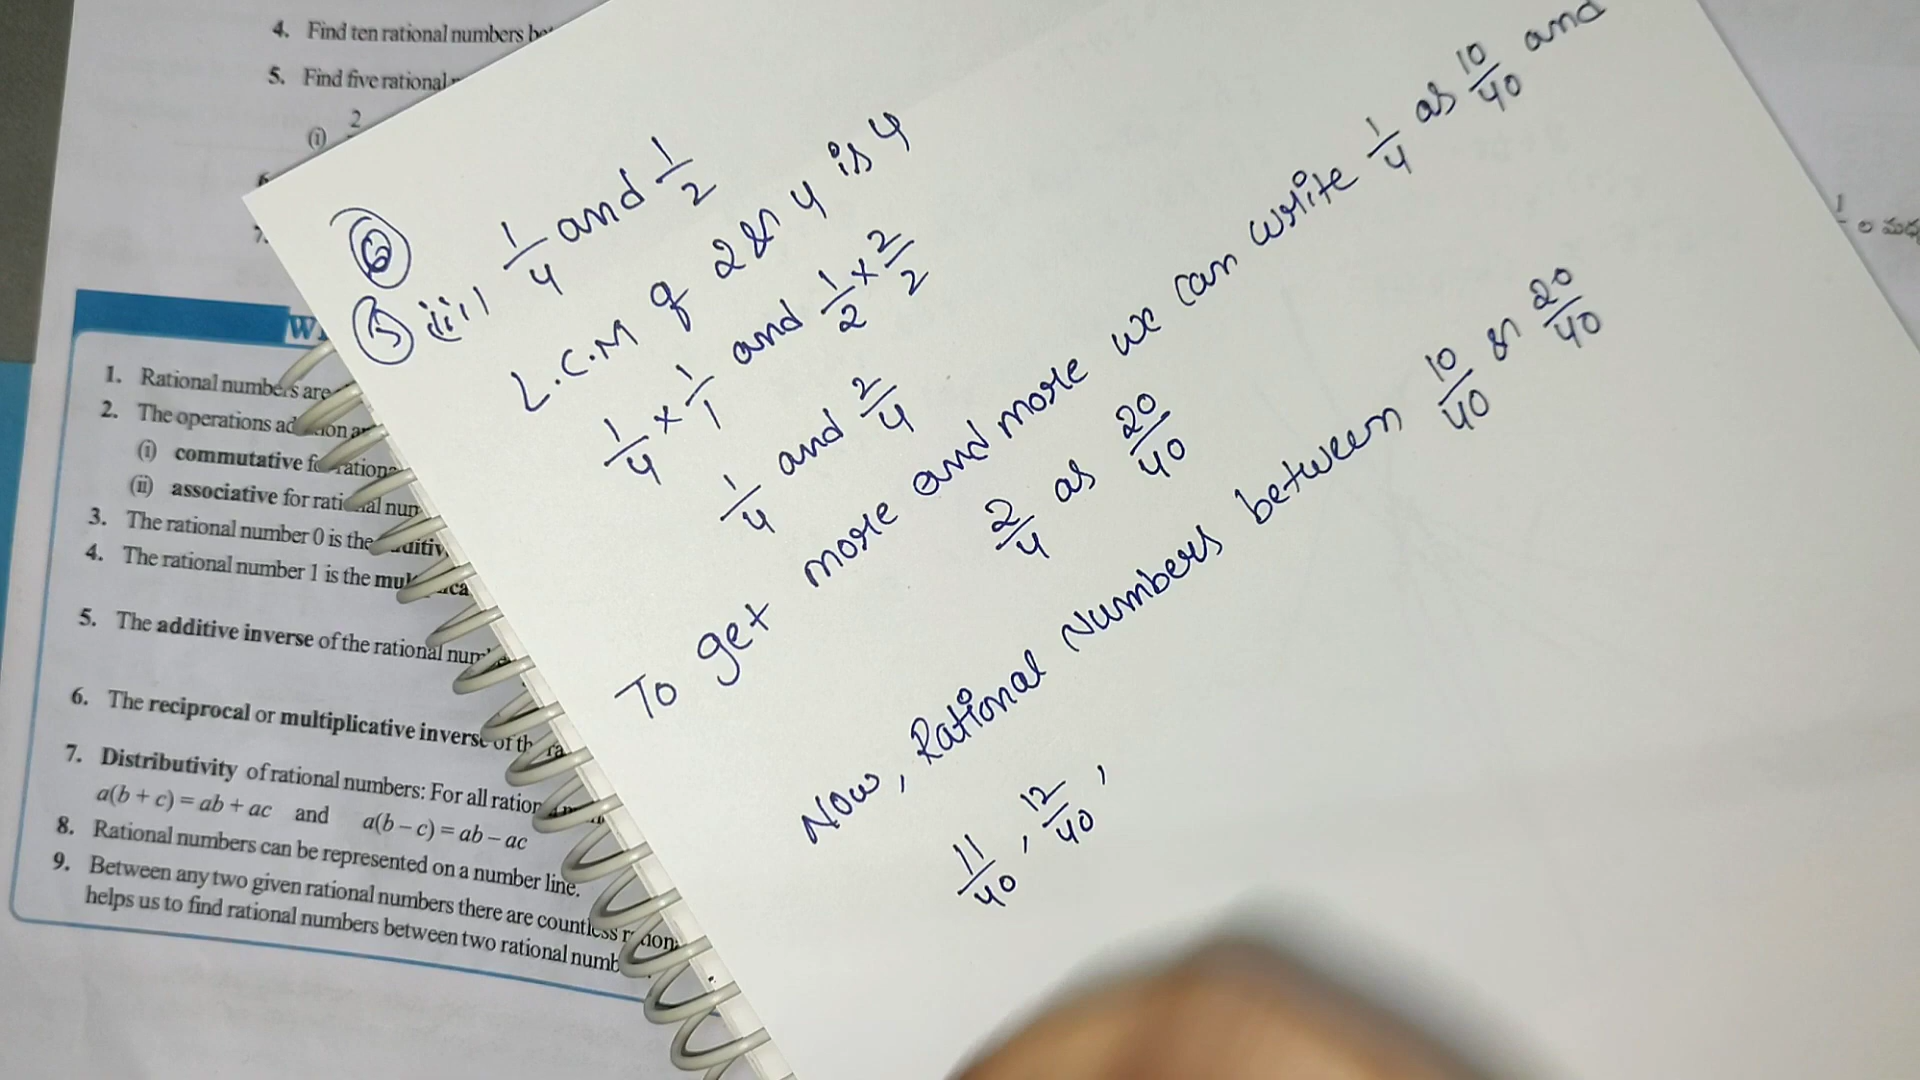 4. Find ten rational numbers
5. Find five rational
(i) 2
6
7.
1. Rational numbers are
2. The operations
(i) commutative
(ii) associative for
3. The rational number 0 is the
4. The rational number 1 is the
5. The additive inverse of the rational
6. The reciprocal or multiplicative inverse of
7. Distributivity of rational numbers: For all
a(b + c) = ab + ac and a(b – c) = ab – ac
8. Rational numbers can be represented on a number line.
9. Between any two given rational numbers there are countless
helps us to find rational numbers between two rational
6
5 iii) 1/4 and 1/2
L.C.M of 2 & 4 is 4
1/4 × 1/1 and 1/2 × 2/2
1/4 and 2/4
To get more and more we can write 1/4 as 10/40 and
2/4 as 20/40
Now, Rational Numbers between 10/40 & 20/40
11/40, 12/40,
1 ల